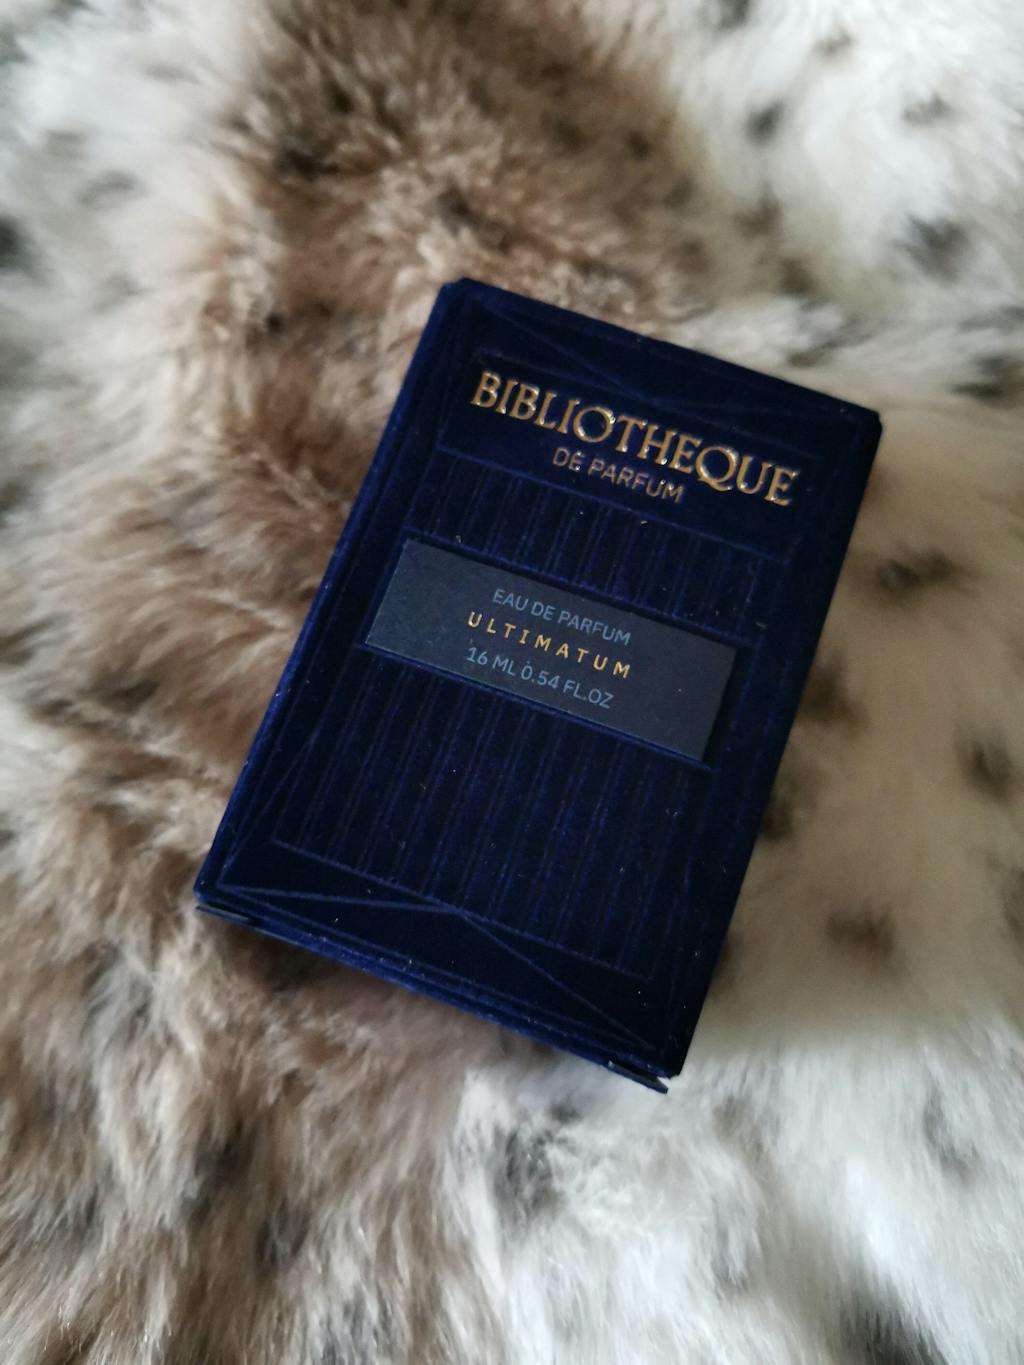 BIBLIOTHEQUE
DE PARFUM
EAU DE PARFUM
ULTIMATUM
16 ML 0.54 FL.OZ